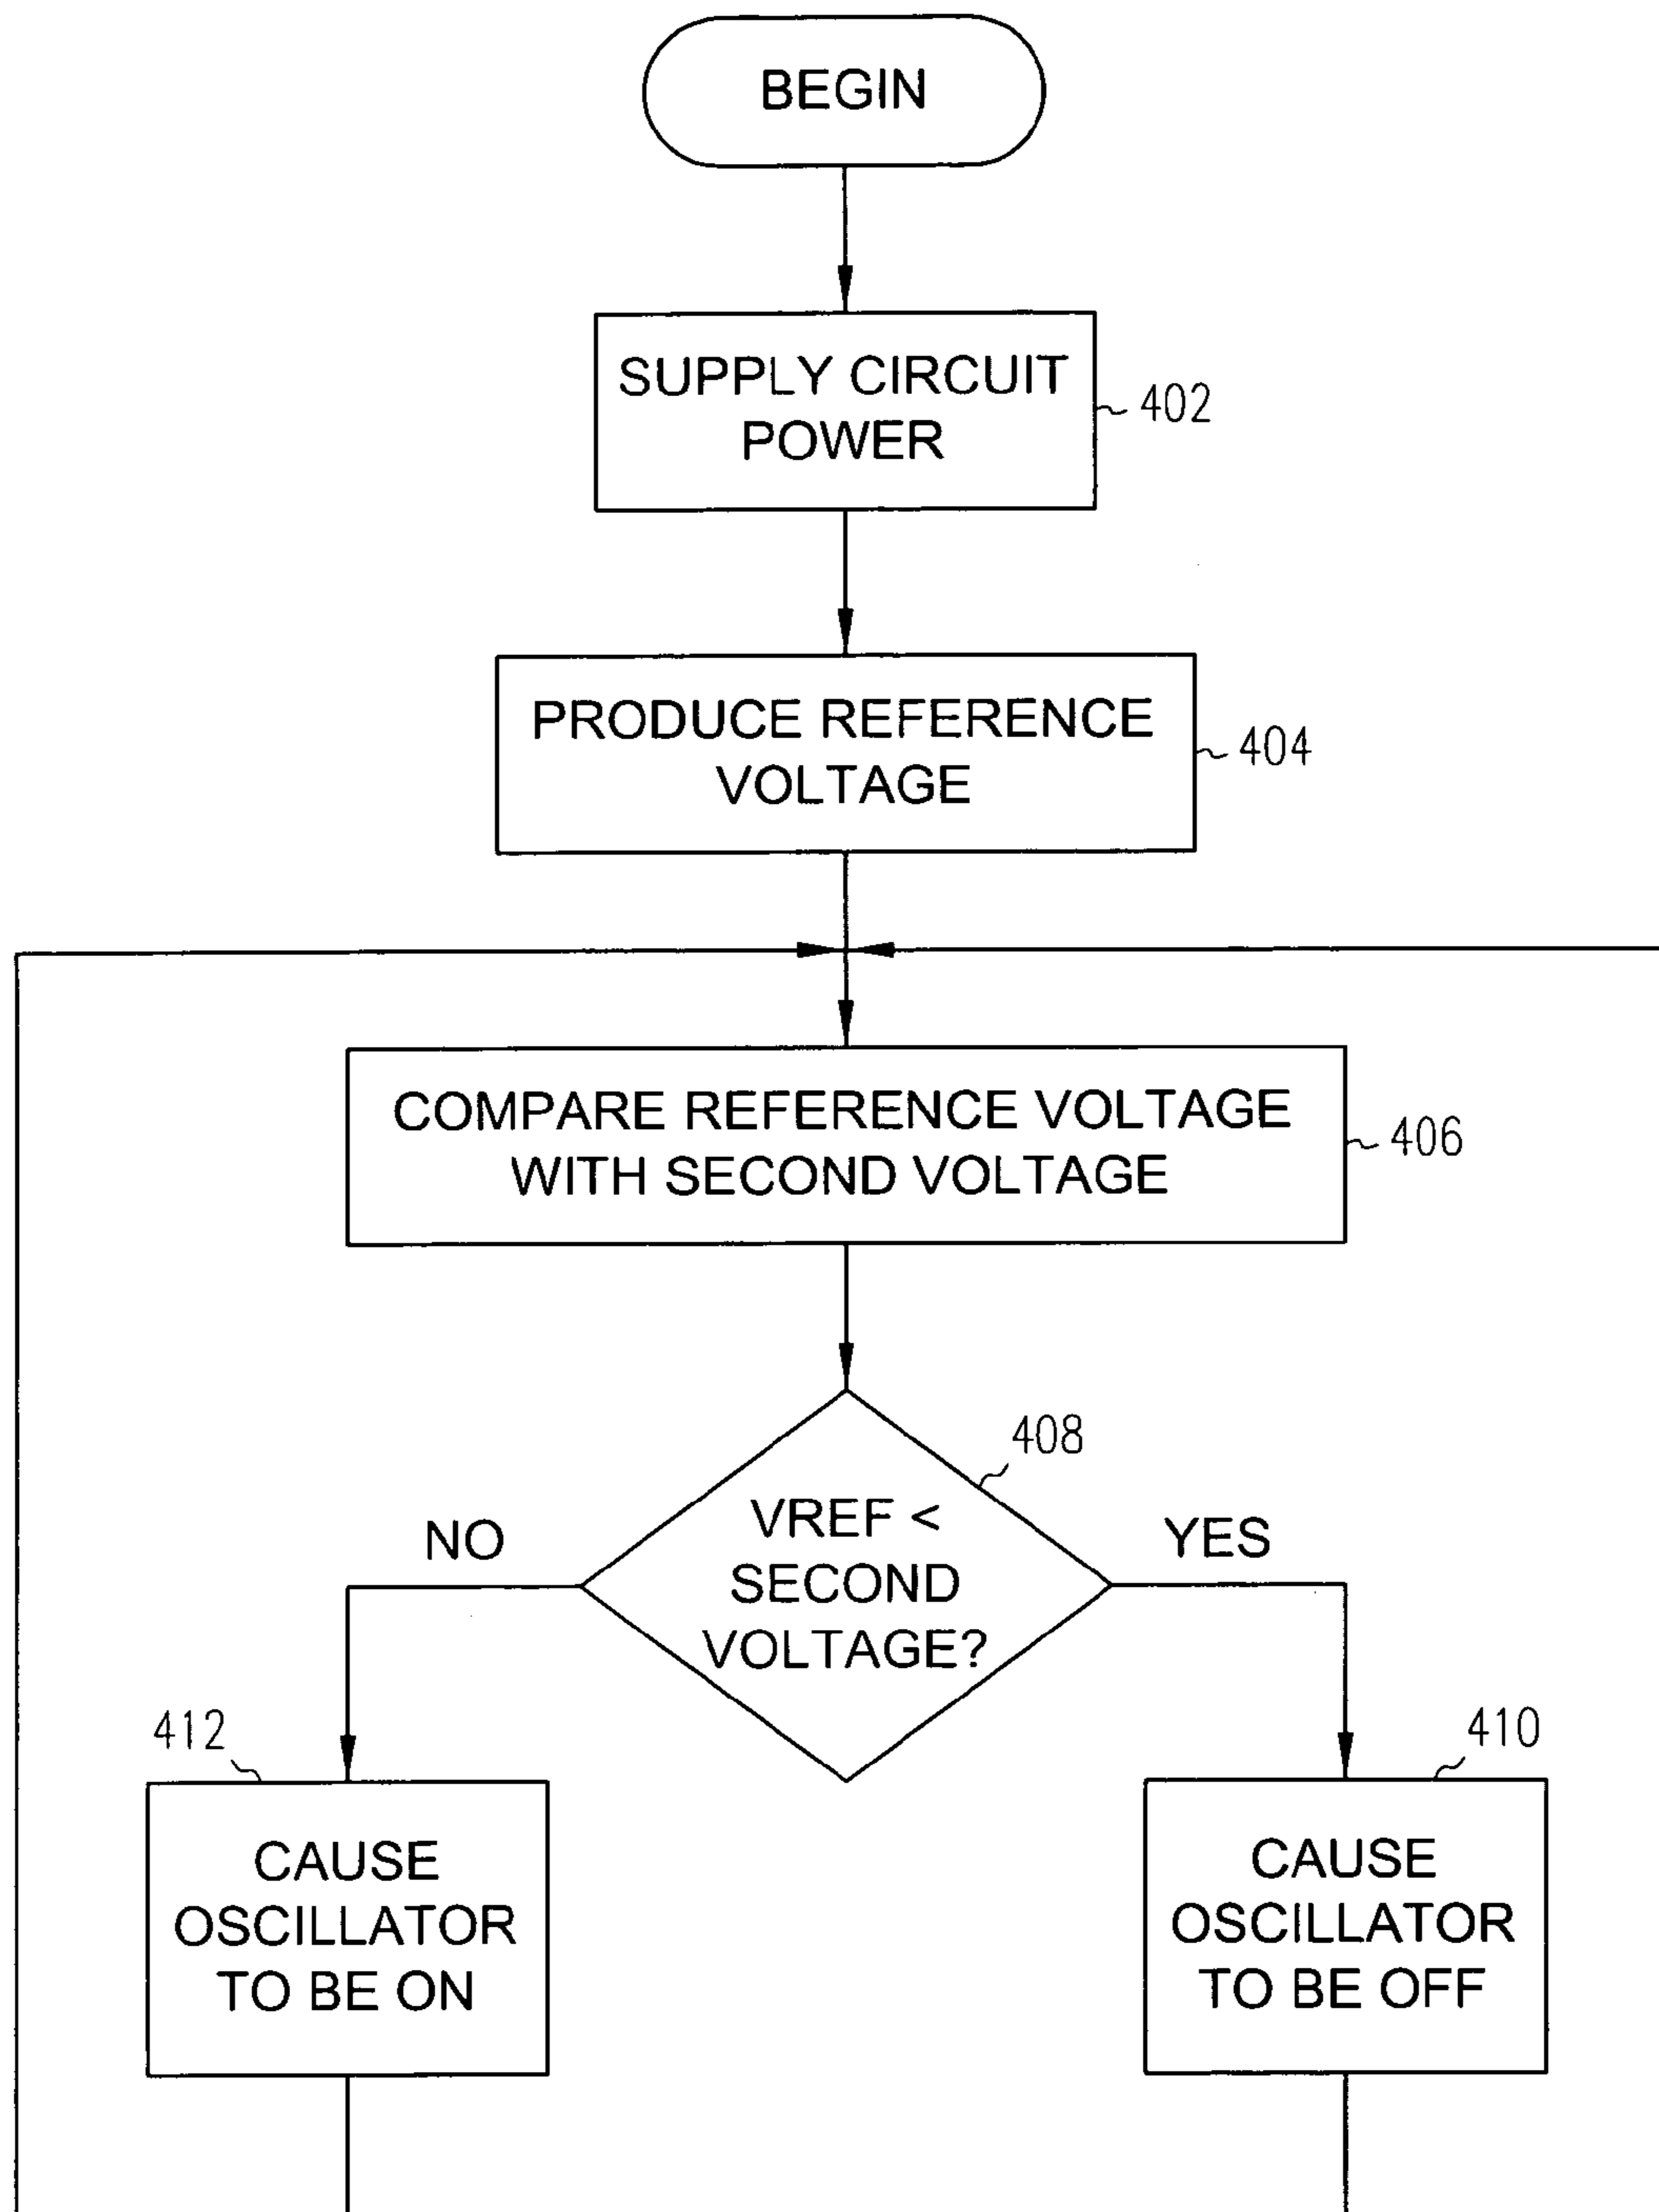 BEGIN
SUPPLY CIRCUIT
POWER
402
PRODUCE REFERENCE
VOLTAGE
404
COMPARE REFERENCE VOLTAGE
WITH SECOND VOLTAGE
406
408
VREF <
SECOND
VOLTAGE?
NO
YES
412
CAUSE
OSCILLATOR
TO BE ON
410
CAUSE
OSCILLATOR
TO BE OFF